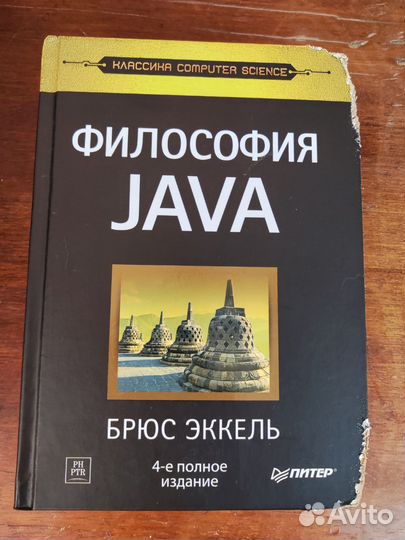 КЛАССИКА COMPUTER SCIENCE
ФИЛОСОФИЯ
JAVA
БРЮС ЭККЕЛЬ
4-е полное
издание
PH
PTR
ПИТЕР
Avito